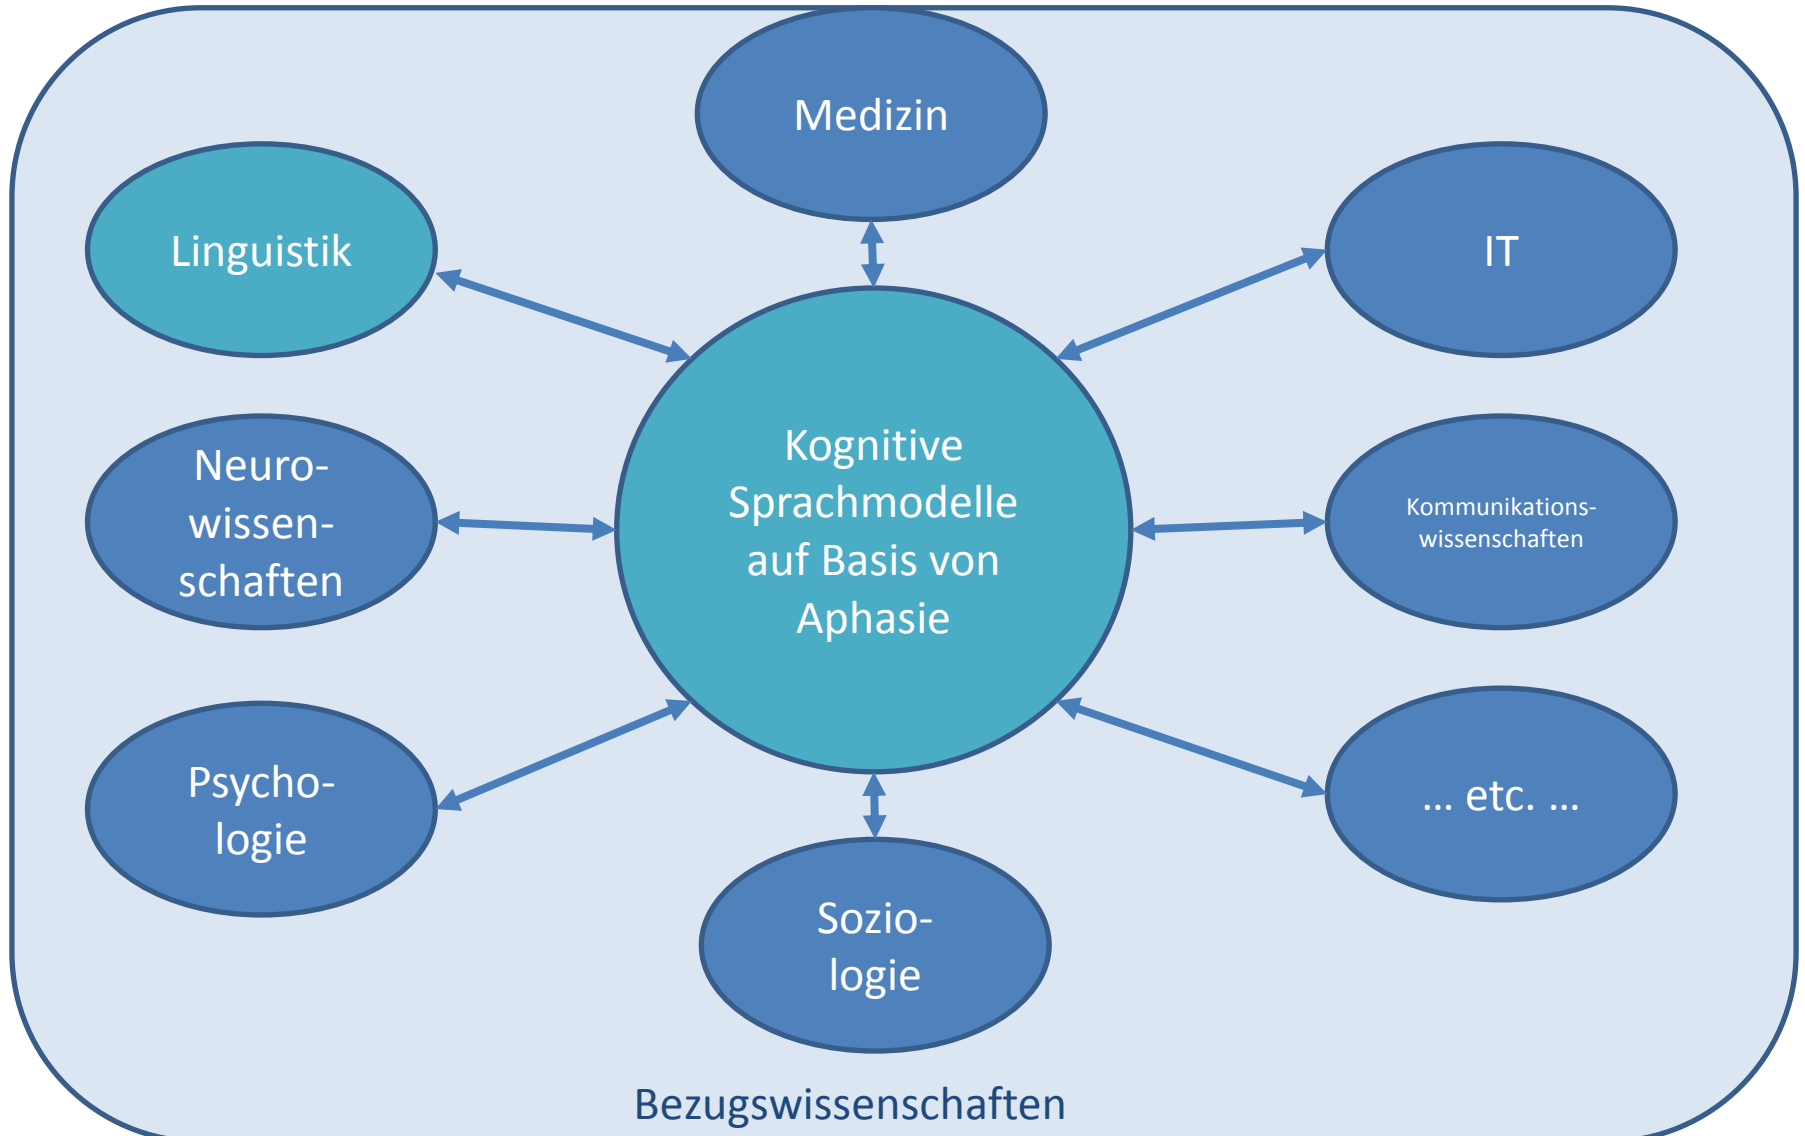 Medizin
Linguistik
IT
Neuro-
wissen-
schaften
Kognitive
Sprachmodelle
auf Basis von
Aphasie
Kommunikations-
wissenschaften
Psycho-
logie
... etc. ...
Sozio-
logie
Bezugswissenschaften